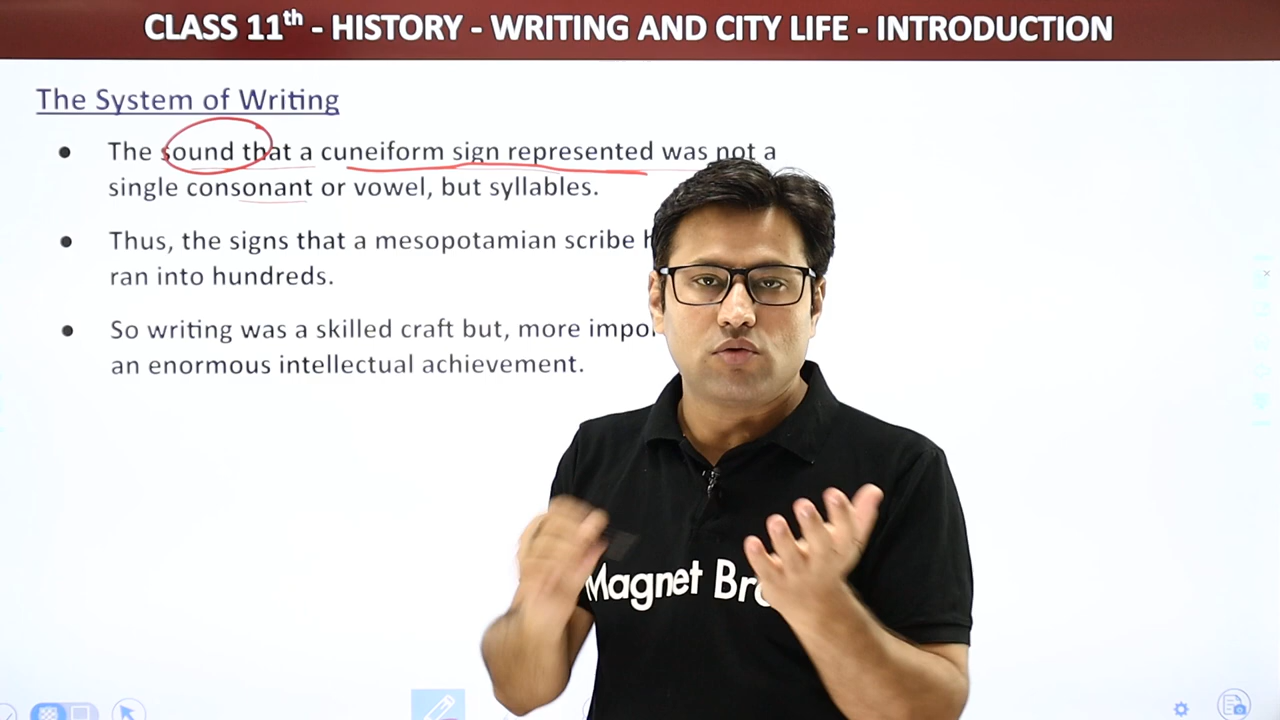 CLASS 11th - HISTORY - WRITING AND CITY LIFE - INTRODUCTION
The System of Writing
● The sound that a cuneiform sign represented was not a
single consonant or vowel, but syllables.
● Thus, the signs that a mesopotamian scribe
ran into hundreds.
● So writing was a skilled craft but, more
an enormous intellectual achievement.
Magnet